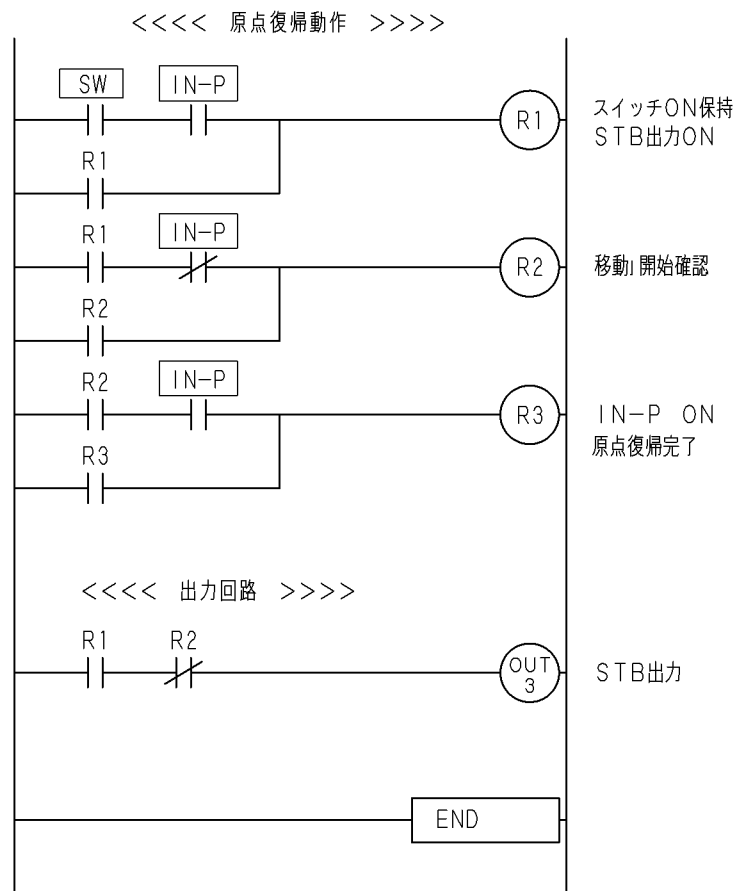 <<<< 原点復帰動作 >>>>
SW IN-P
R1 スイッチON保持
STB出力ON
R1
R1 IN-P
R2 移動」開始確認
R2
R2 IN-P
R3 IN-P ON
原点復帰完了
R3
<<<< 出力回路 >>>>
R1 R2
OUT
3
STB出力
END